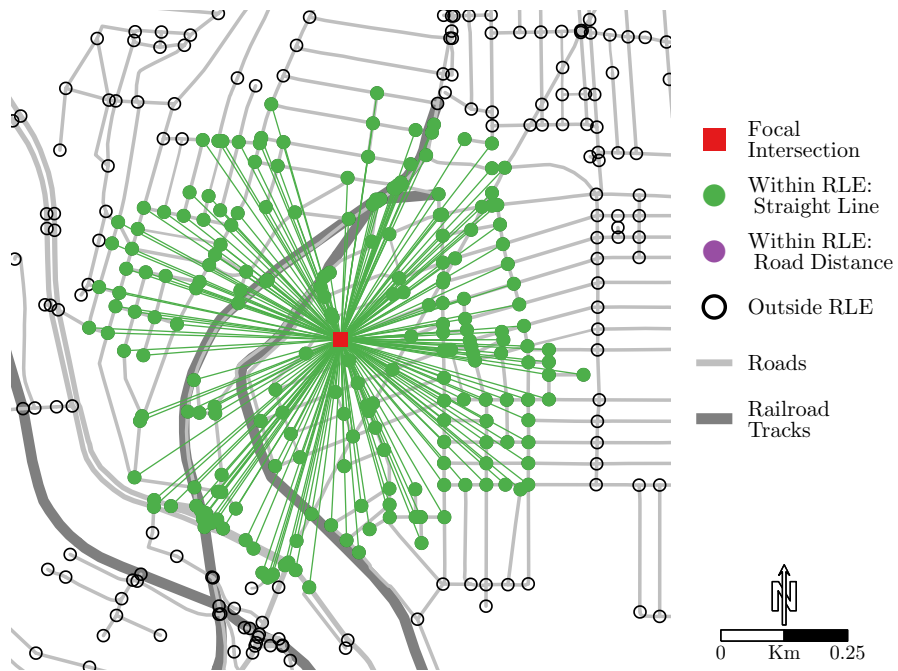 Focal
Intersection
Within RLE:
Straight Line
Within RLE:
Road Distance
Outside RLE
Roads
Railroad
Tracks
N
0 Km 0.25